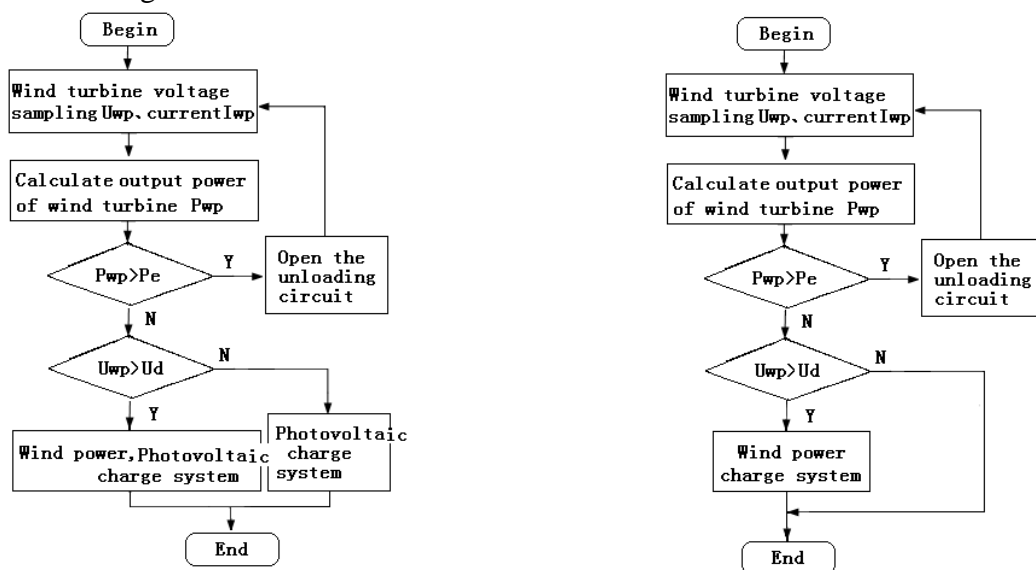 Begin
Wind turbine voltage
sampling Uwp、currentIwp
Calculate output power
of wind turbine Pwp
Pwp>Pe
Y
Open the
unloading
circuit
N
Uwp>Ud
N
Y
Wind power,Photovoltaic
charge system
Photovoltaic
charge
system
End
Begin
Wind turbine voltage
sampling Uwp、currentIwp
Calculate output power
of wind turbine Pwp
Pwp>Pe
Y
Open the
unloading
circuit
N
Uwp>Ud
N
Y
Wind power
charge system
End